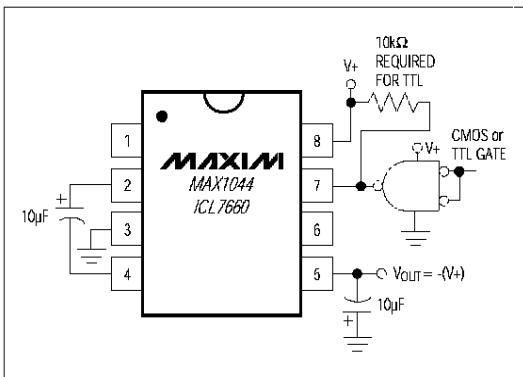 10kΩ
REQUIRED
FOR TTL
V+
CMOS or
TTL GATE
V+
1
8
MAXIM
MAX1044
ICL7660
2
7
10µF
3
6
4
5
VOUT = -(V+)
10µF